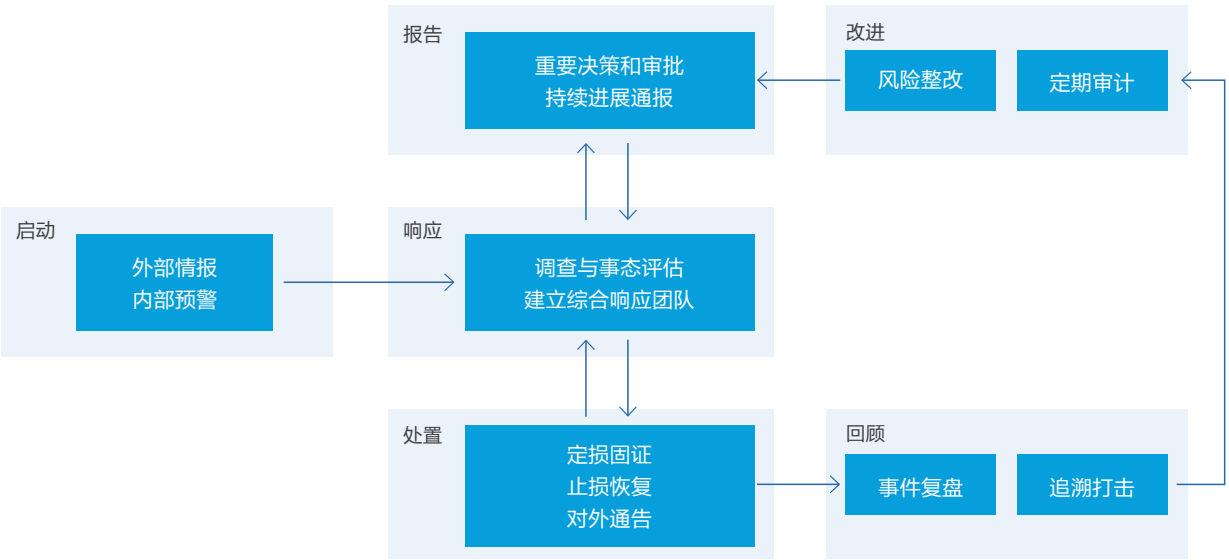 报告
重要决策和审批
持续进展通报
改进
风险整改
定期审计
启动
外部情报
内部预警
响应
调查与事态评估
建立综合响应团队
处置
定损固证
止损恢复
对外通告
回顾
事件复盘
追溯打击